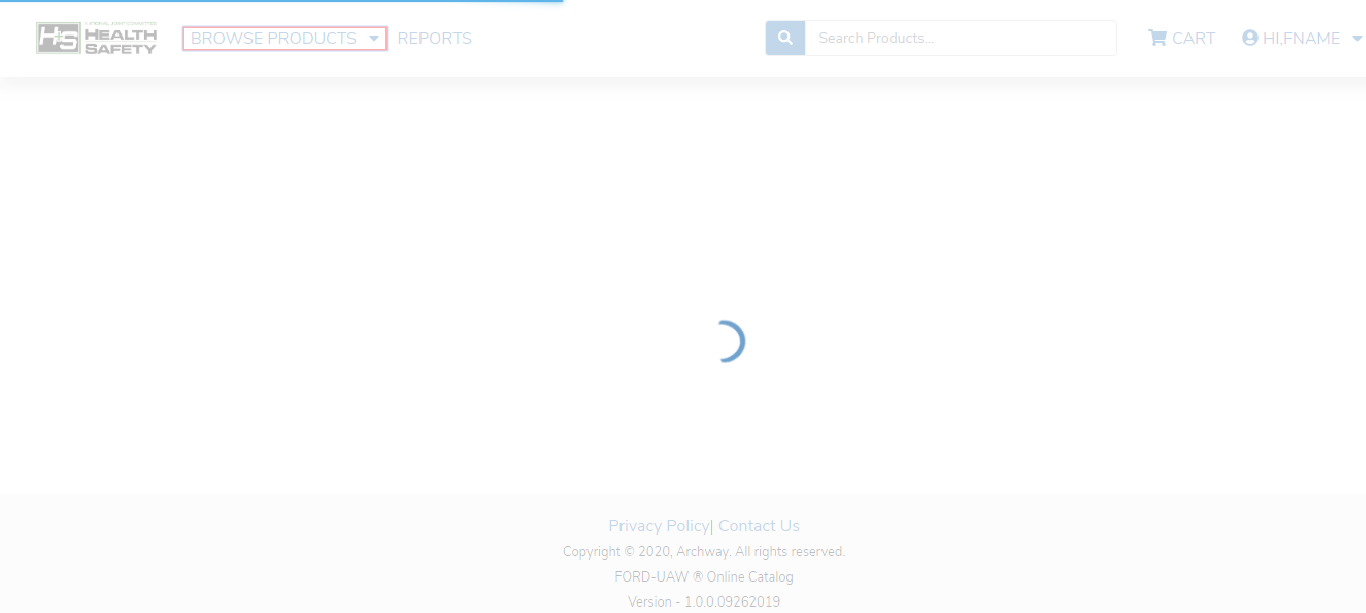 NATIONAL JOINT COMMITTEE
H+S HEALTH
SAFETY
BROWSE PRODUCTS
REPORTS
Search Products...
CART
HI,FNAME
Privacy Policy| Contact Us
Copyright © 2020, Archway. All rights reserved.
FORD-UAW ® Online Catalog
Version - 1.0.0.09262019